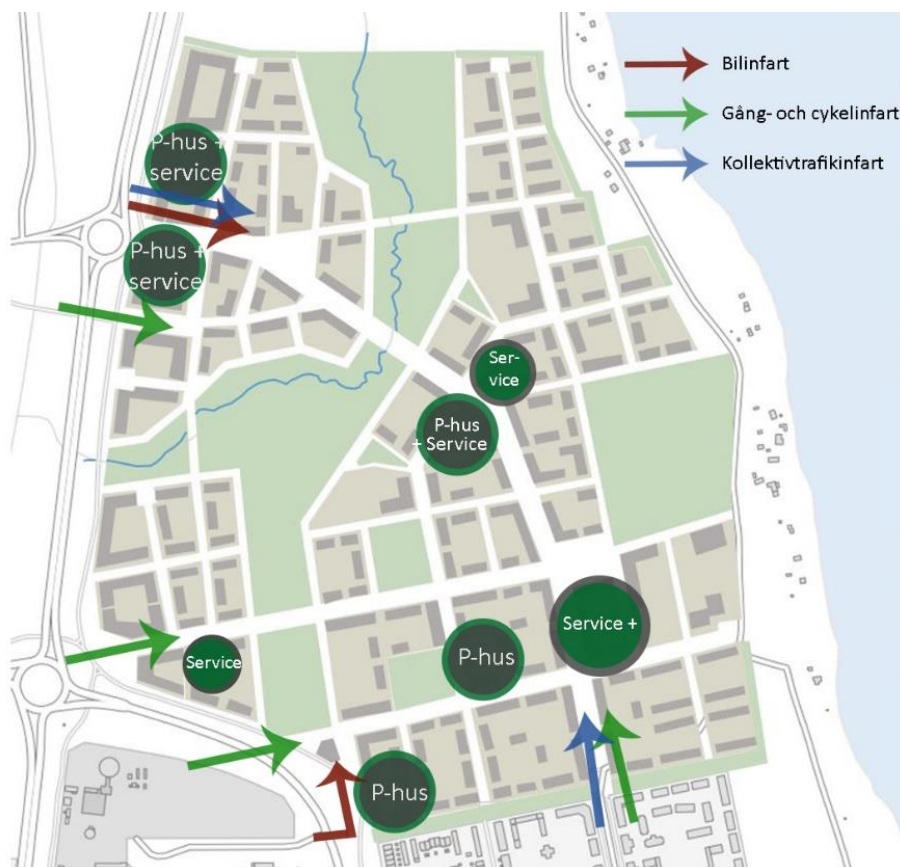 Bilinfart
Gång- och cykelinfart
Kollektivtrafikinfart
P-hus +
service
P-hus +
service
Ser-
vice
P-hus
+ Service
Service +
Service
P-hus
P-hus